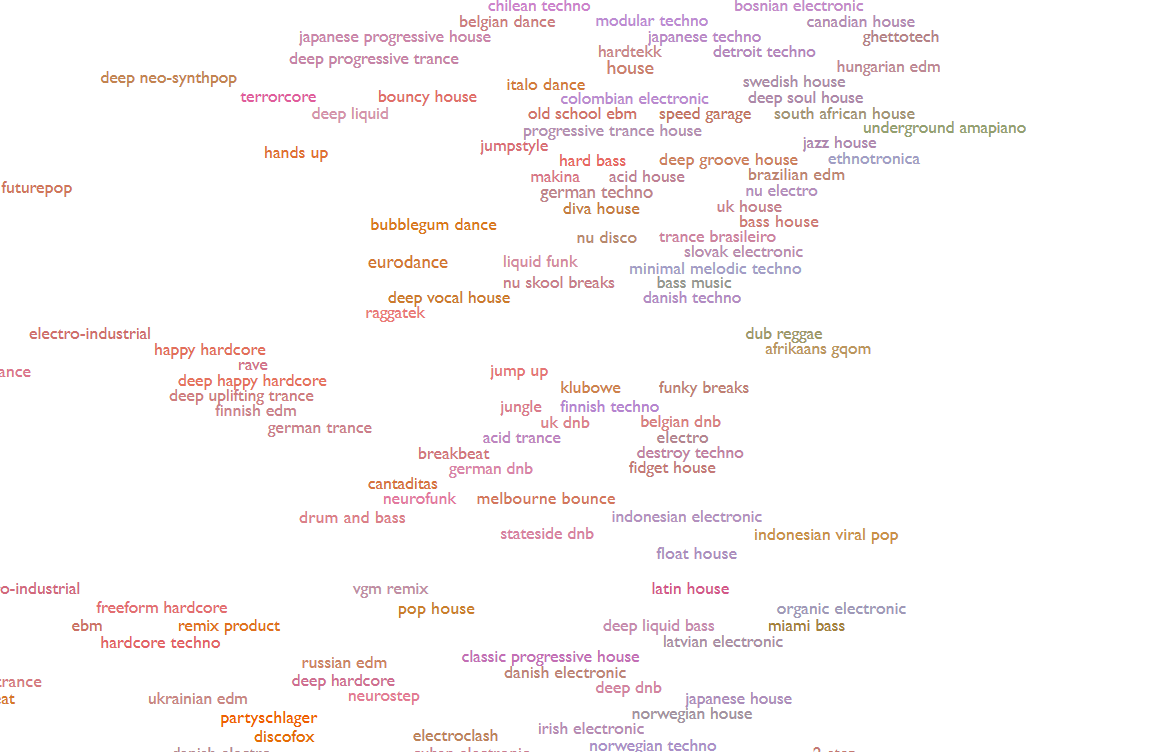 chilean techno
bosnian electronic
belgian dance
modular techno
canadian house
japanese progressive house
japanese techno
ghettotech
hardtekk
detroit techno
deep progressive trance
house
hungarian edm
deep neo-synthpop
italo dance
swedish house
terrorcore
bouncy house
colombian electronic
deep soul house
deep liquid
old school ebm
speed garage
south african house
progressive trance house
underground amapiano
jumpstyle
jazz house
hands up
hard bass
deep groove house
ethnotronica
makina
acid house
brazilian edm
futurepop
german techno
nu electro
diva house
uk house
bubblegum dance
bass house
nu disco
trance brasileiro
slovak electronic
eurodance
liquid funk
minimal melodic techno
nu skool breaks
bass music
deep vocal house
danish techno
raggatek
electro-industrial
dub reggae
happy hardcore
afrikaans gqom
rave
ance
jump up
deep happy hardcore
klubowe
funky breaks
deep uplifting trance
finnish edm
jungle
finnish techno
german trance
uk dnb
belgian dnb
acid trance
electro
breakbeat
destroy techno
german dnb
fidget house
cantaditas
neurofunk
melbourne bounce
drum and bass
indonesian electronic
stateside dnb
indonesian viral pop
float house
o-industrial
vgm remix
latin house
freeform hardcore
pop house
organic electronic
ebm
remix product
deep liquid bass
miami bass
hardcore techno
latvian electronic
russian edm
classic progressive house
danish electronic
rance
deep hardcore
deep dnb
eat
ukrainian edm
neurostep
japanese house
partyschlager
norwegian house
discofox
electroclash
irish electronic
norwegian techno